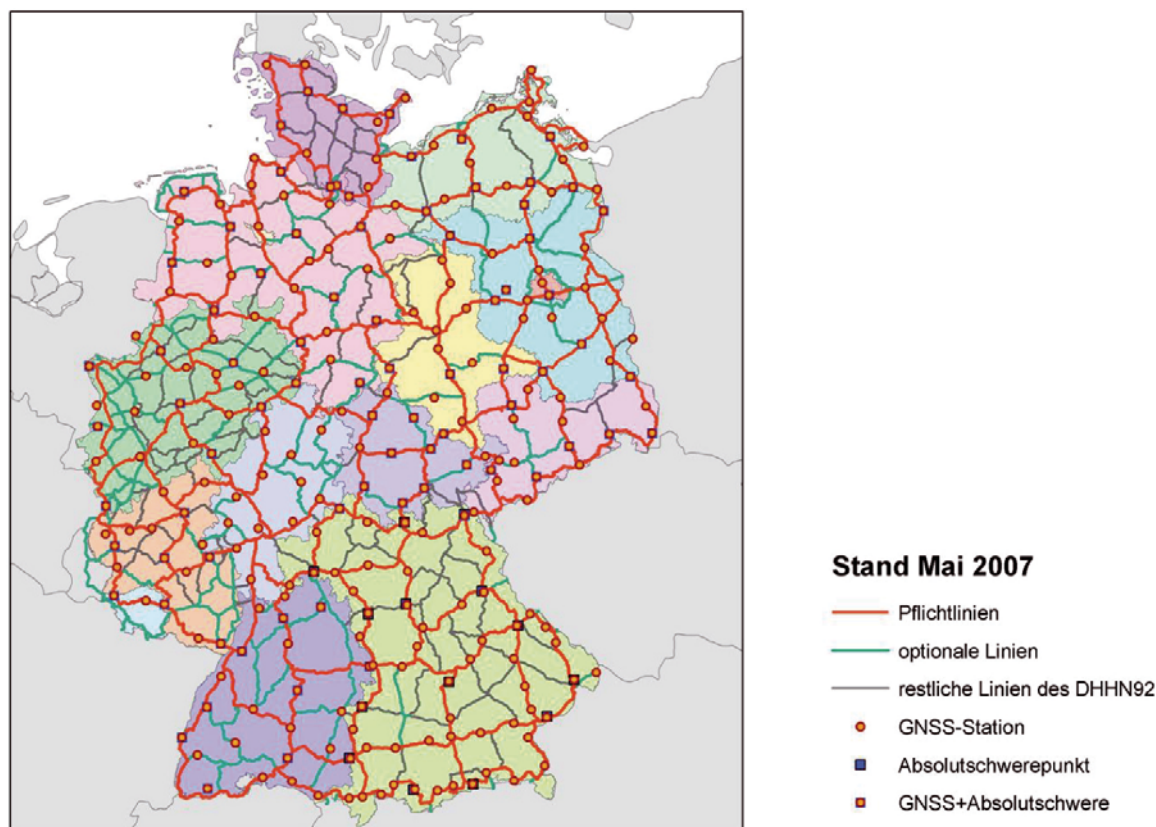 Stand Mai 2007
Pflichtlinien
optionale Linien
restliche Linien des DHHN92
GNSS-Station
Absolutschwerepunkt
GNSS+Absolutschwere